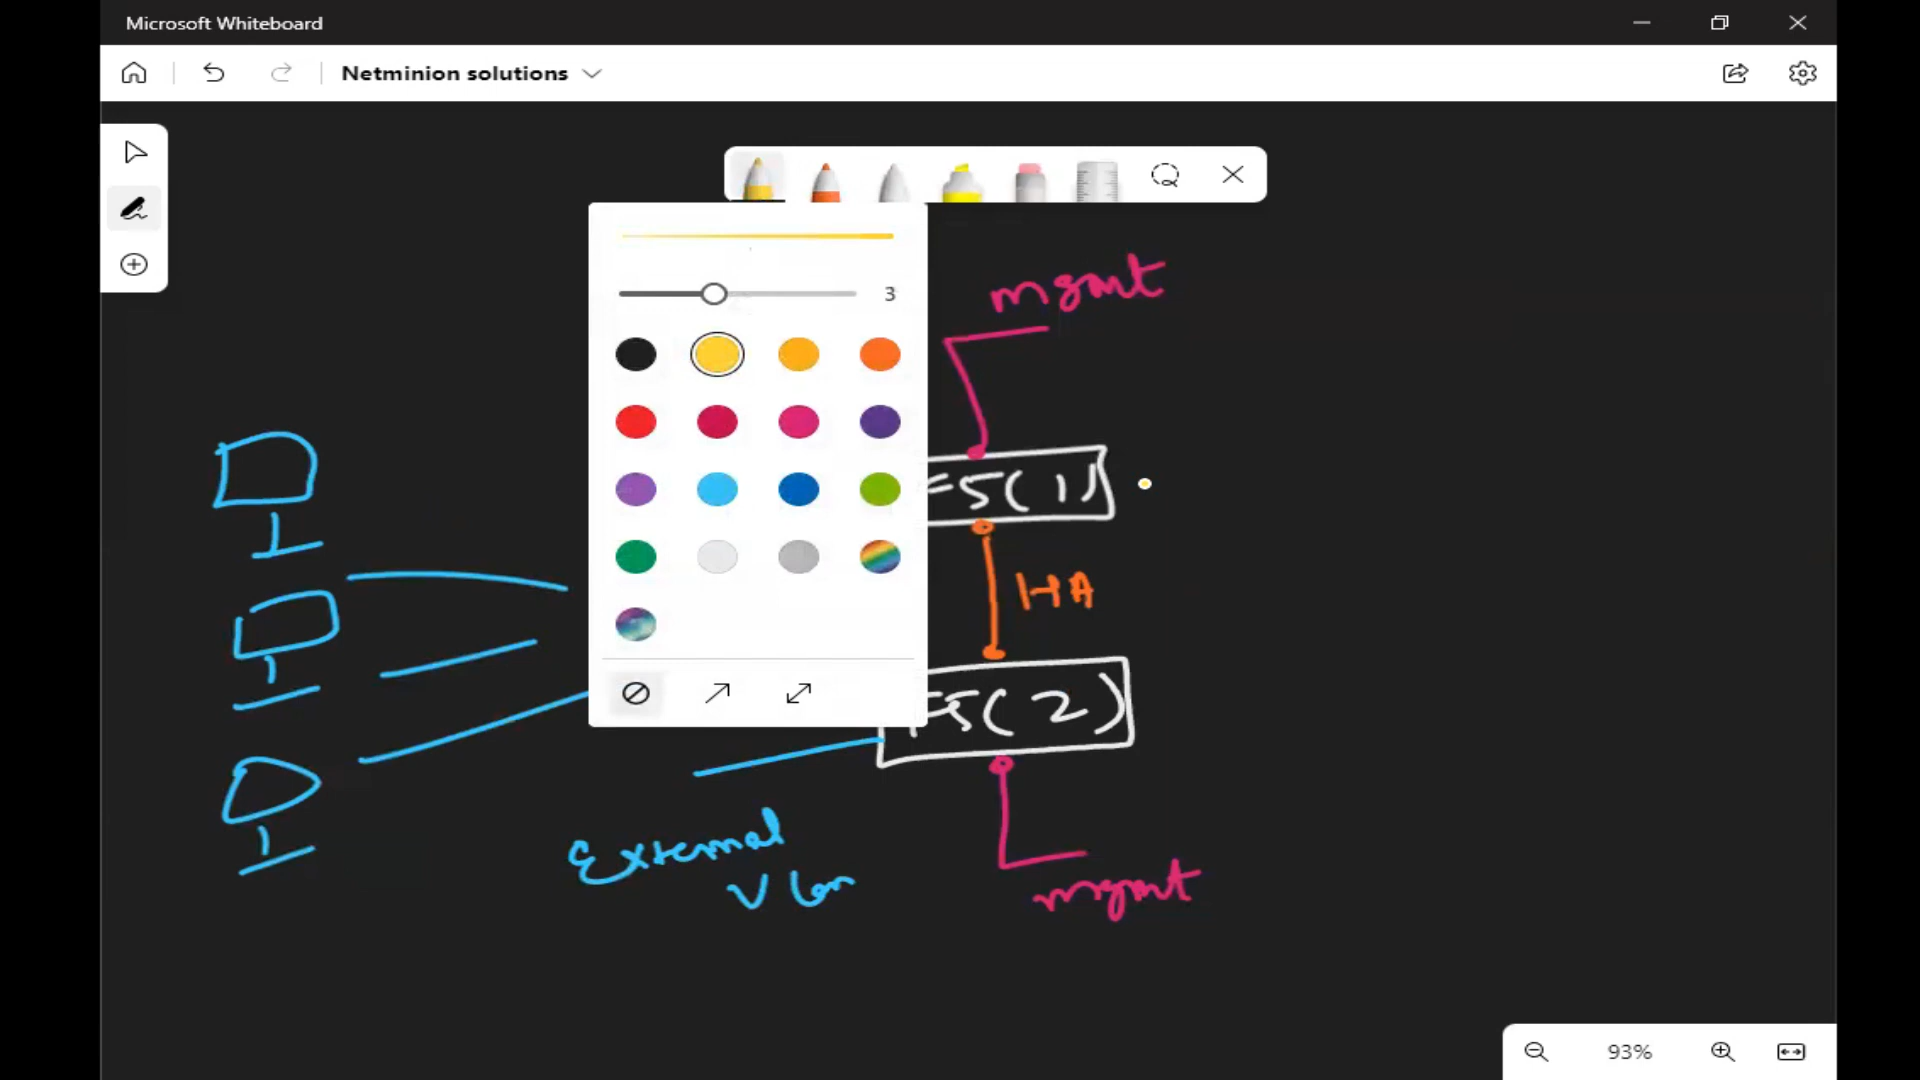 Microsoft Whiteboard
Netminion solutions
3
mgmt
F5(1)
HA
F5(2)
External
Vlan
mgmt
93%